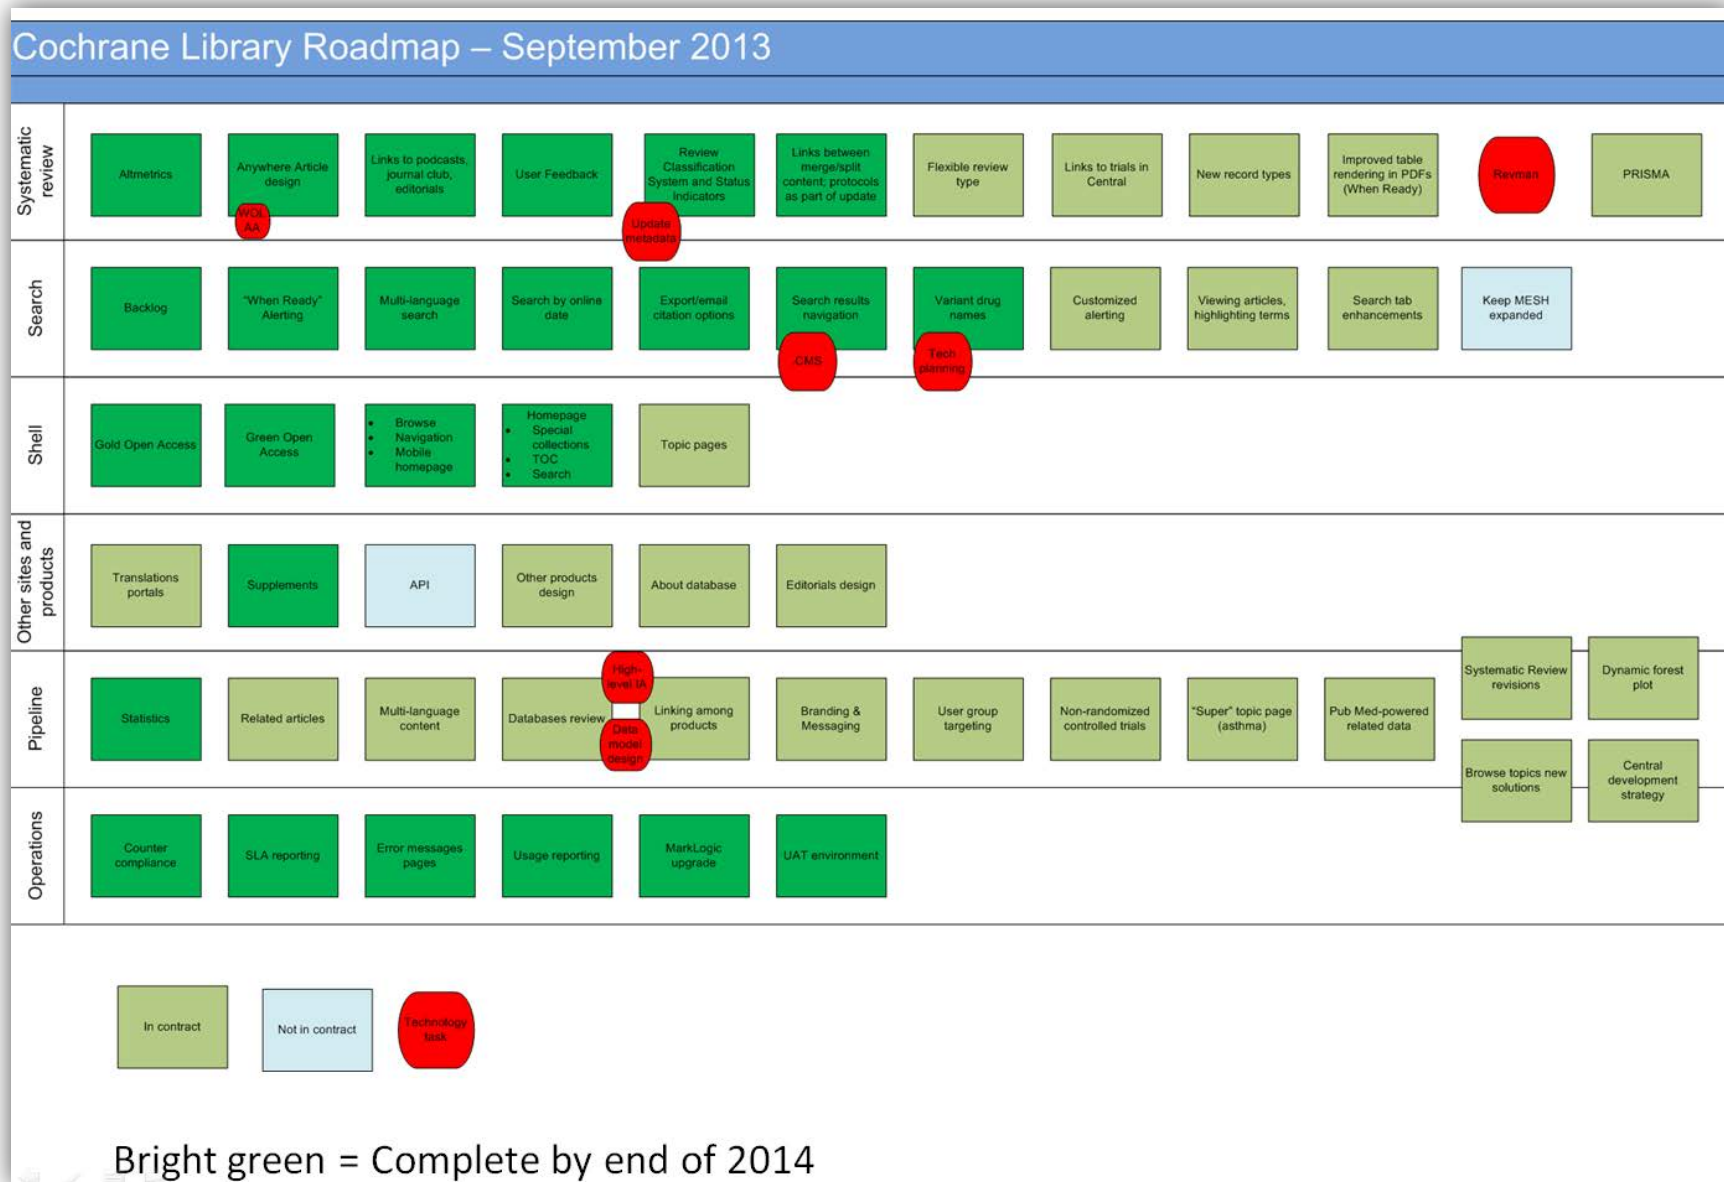 Cochrane Library Roadmap – September 2013
Systematic
review
Altmetrics
Anywhere Article
design
WOL
AA
Links to podcasts,
journal club,
editorials
User Feedback
Review
Classification
System and Status
indicators
Update
metadata
Links between
merge/split
content; protocols
as part of update
Flexible review
type
Links to trials in
Central
New record types
Improved table
rendering in PDFs
(When Ready)
Revman
PRISMA
Search
Backlog
“When Ready”
Alerting
Multi-language
search
Search by online
date
Export/email
citation options
Search results
navigation
CMS
Variant drug
names
Tech
planning
Customized
alerting
Viewing articles,
highlighting terms
Search tab
enhancements
Keep MESH
expanded
Shell
Gold Open Access
Green Open
Access
• Browse
• Navigation
• Mobile
homepage
Homepage
• Special
collections
• TOC
• Search
Topic pages
Other sites and
products
Translations
portals
Supplements
API
Other products
design
About database
Editorials design
Pipeline
Statistics
Related articles
Multi-language
content
Databases review
High-
level IA
Data
model
design
Linking among
products
Branding &
Messaging
User group
targeting
Non-randomized
controlled trials
“Super” topic page
(asthma)
Pub Med-powered
related data
Systematic Review
revisions
Dynamic forest
plot
Browse topics new
solutions
Central
development
strategy
Operations
Counter
compliance
SLA reporting
Error messages
pages
Usage reporting
MarkLogic
upgrade
UAT environment
In contract
Not in contract
Technology
task
Bright green = Complete by end of 2014